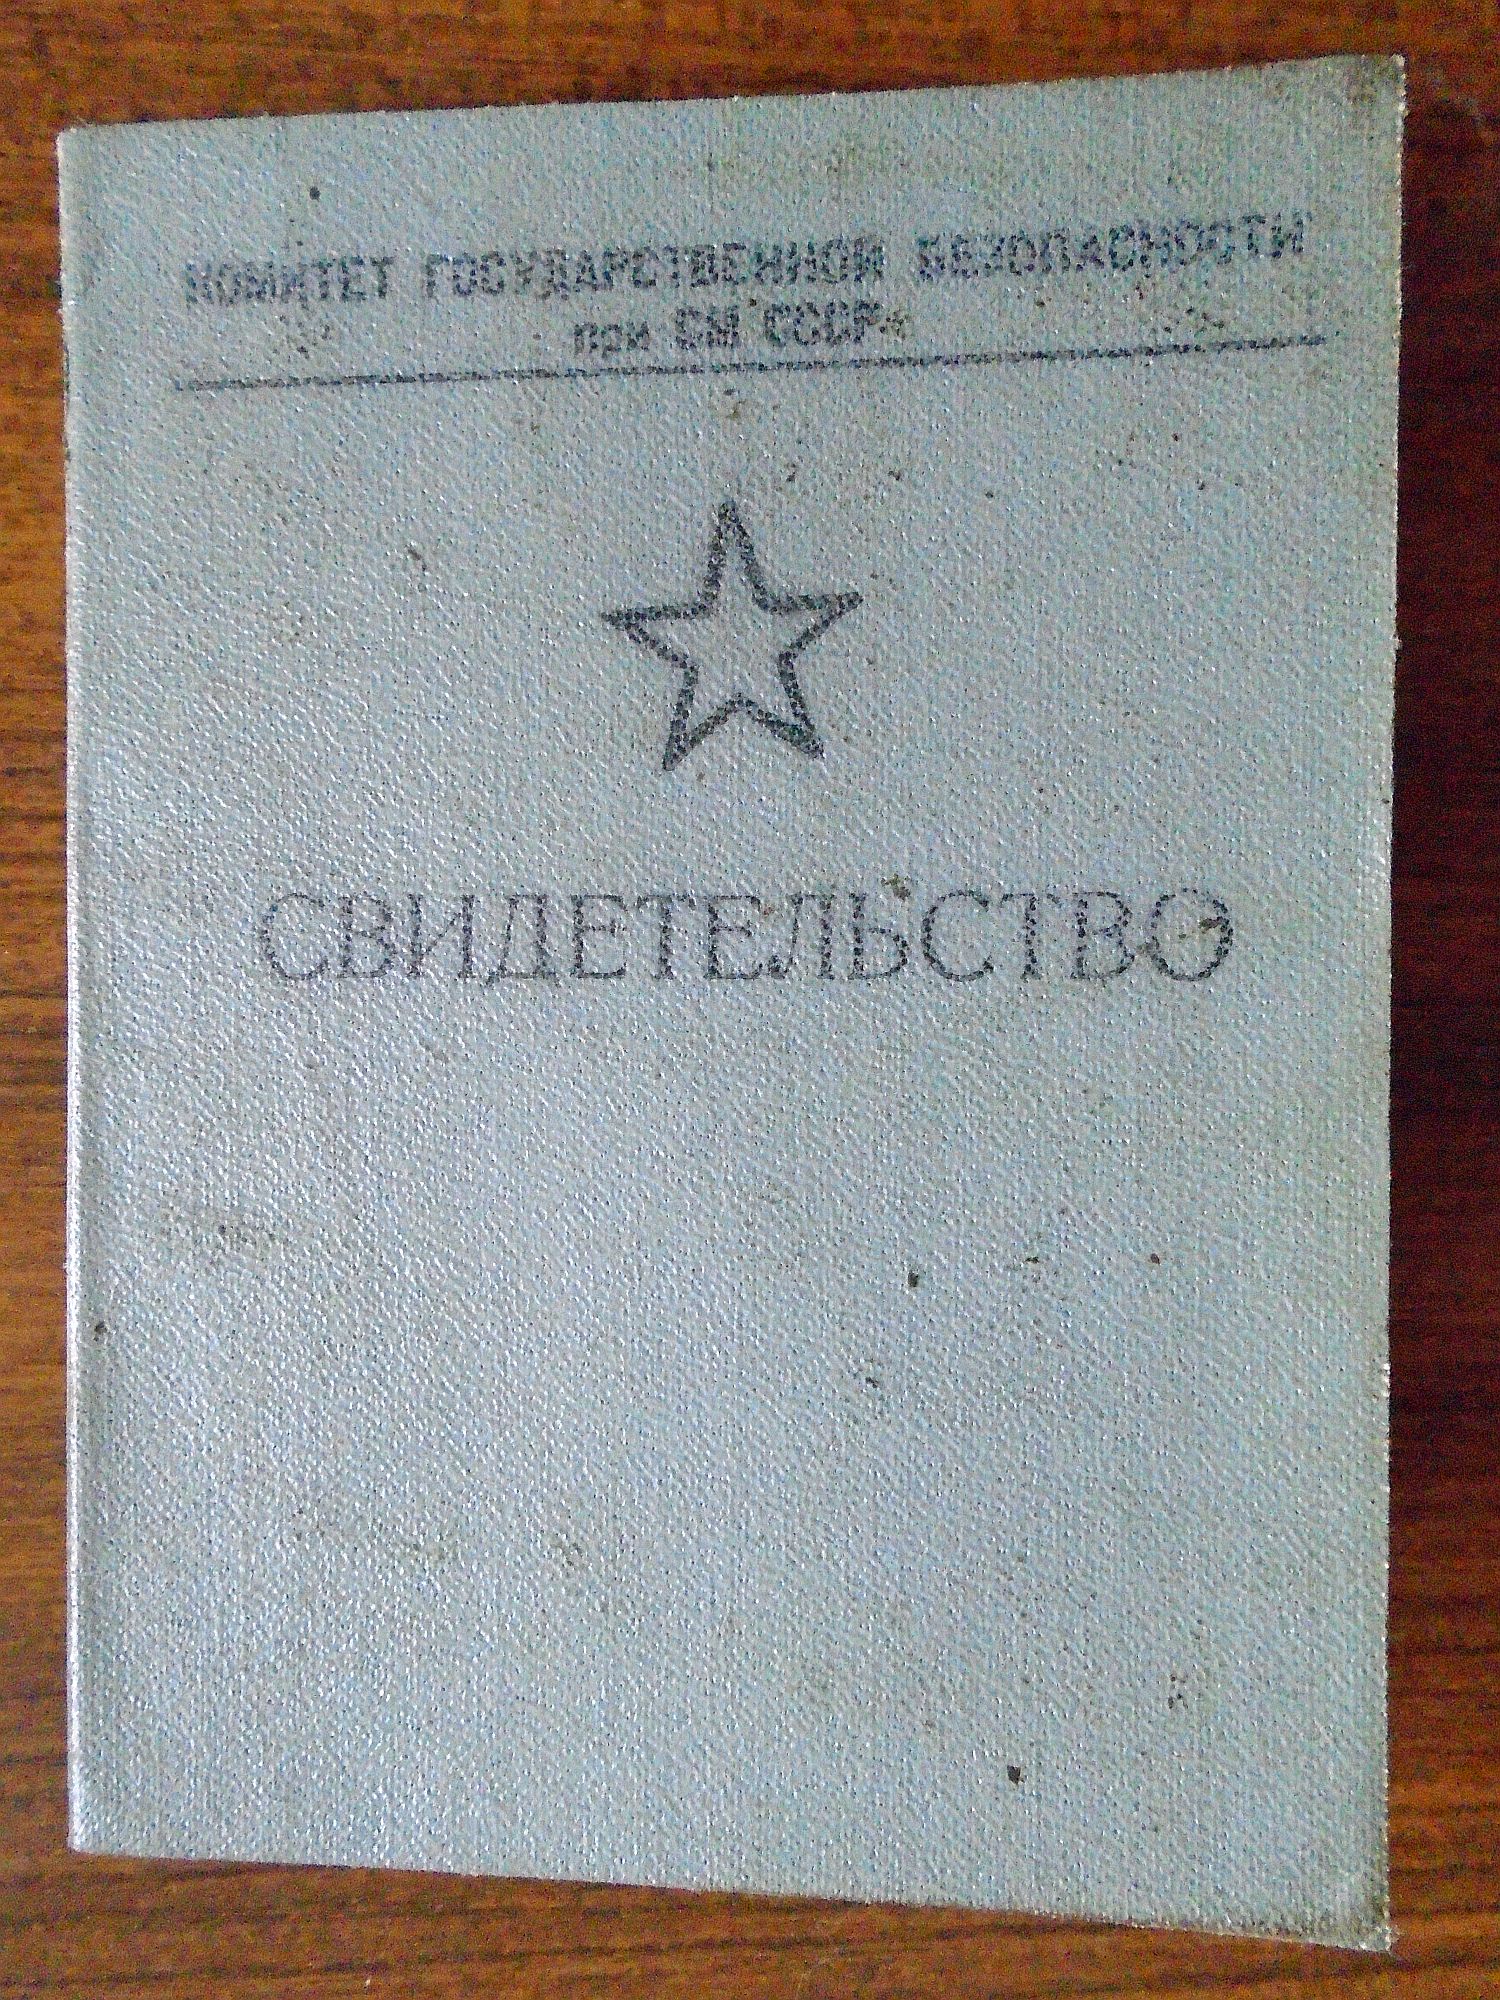 КОМИТЕТ ГОСУДАРСТВЕННОЙ БЕЗОПАСНОСТИ
при СМ СССР
СВИДЕТЕЛЬСТВО